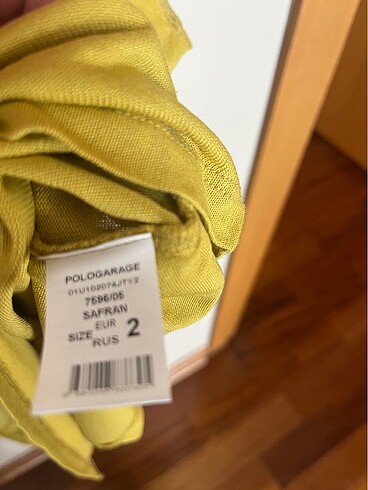 POLOGARAGE
01U102074JTY2
7596/05
SAFRAN
SIZE EUR RUS 2